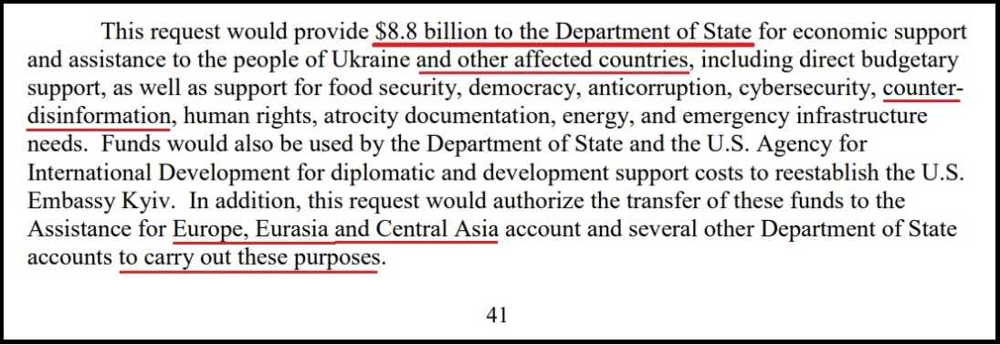 This request would provide $8.8 billion to the Department of State for economic support
and assistance to the people of Ukraine and other affected countries, including direct budgetary
support, as well as support for food security, democracy, anticorruption, cybersecurity, counter-
disinformation, human rights, atrocity documentation, energy, and emergency infrastructure
needs.  Funds would also be used by the Department of State and the U.S. Agency for
International Development for diplomatic and development support costs to reestablish the U.S.
Embassy Kyiv.  In addition, this request would authorize the transfer of these funds to the
Assistance for Europe, Eurasia and Central Asia account and several other Department of State
accounts to carry out these purposes.
41